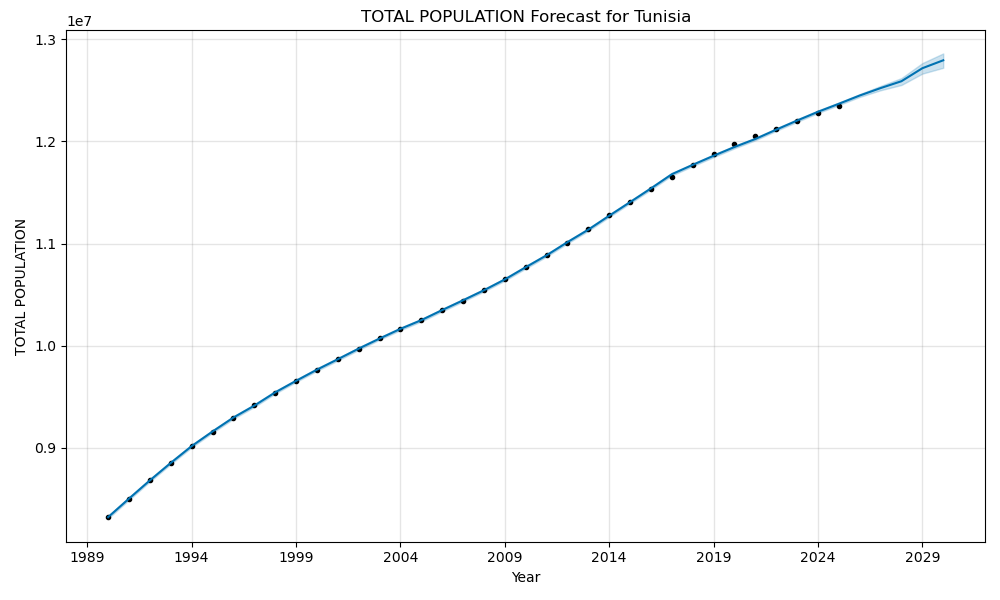 TOTAL POPULATION Forecast for Tunisia
1e7
1.3
1.2
1.1
1.0
0.9
TOTAL POPULATION
1989 1994 1999 2004 2009 2014 2019 2024 2029
Year